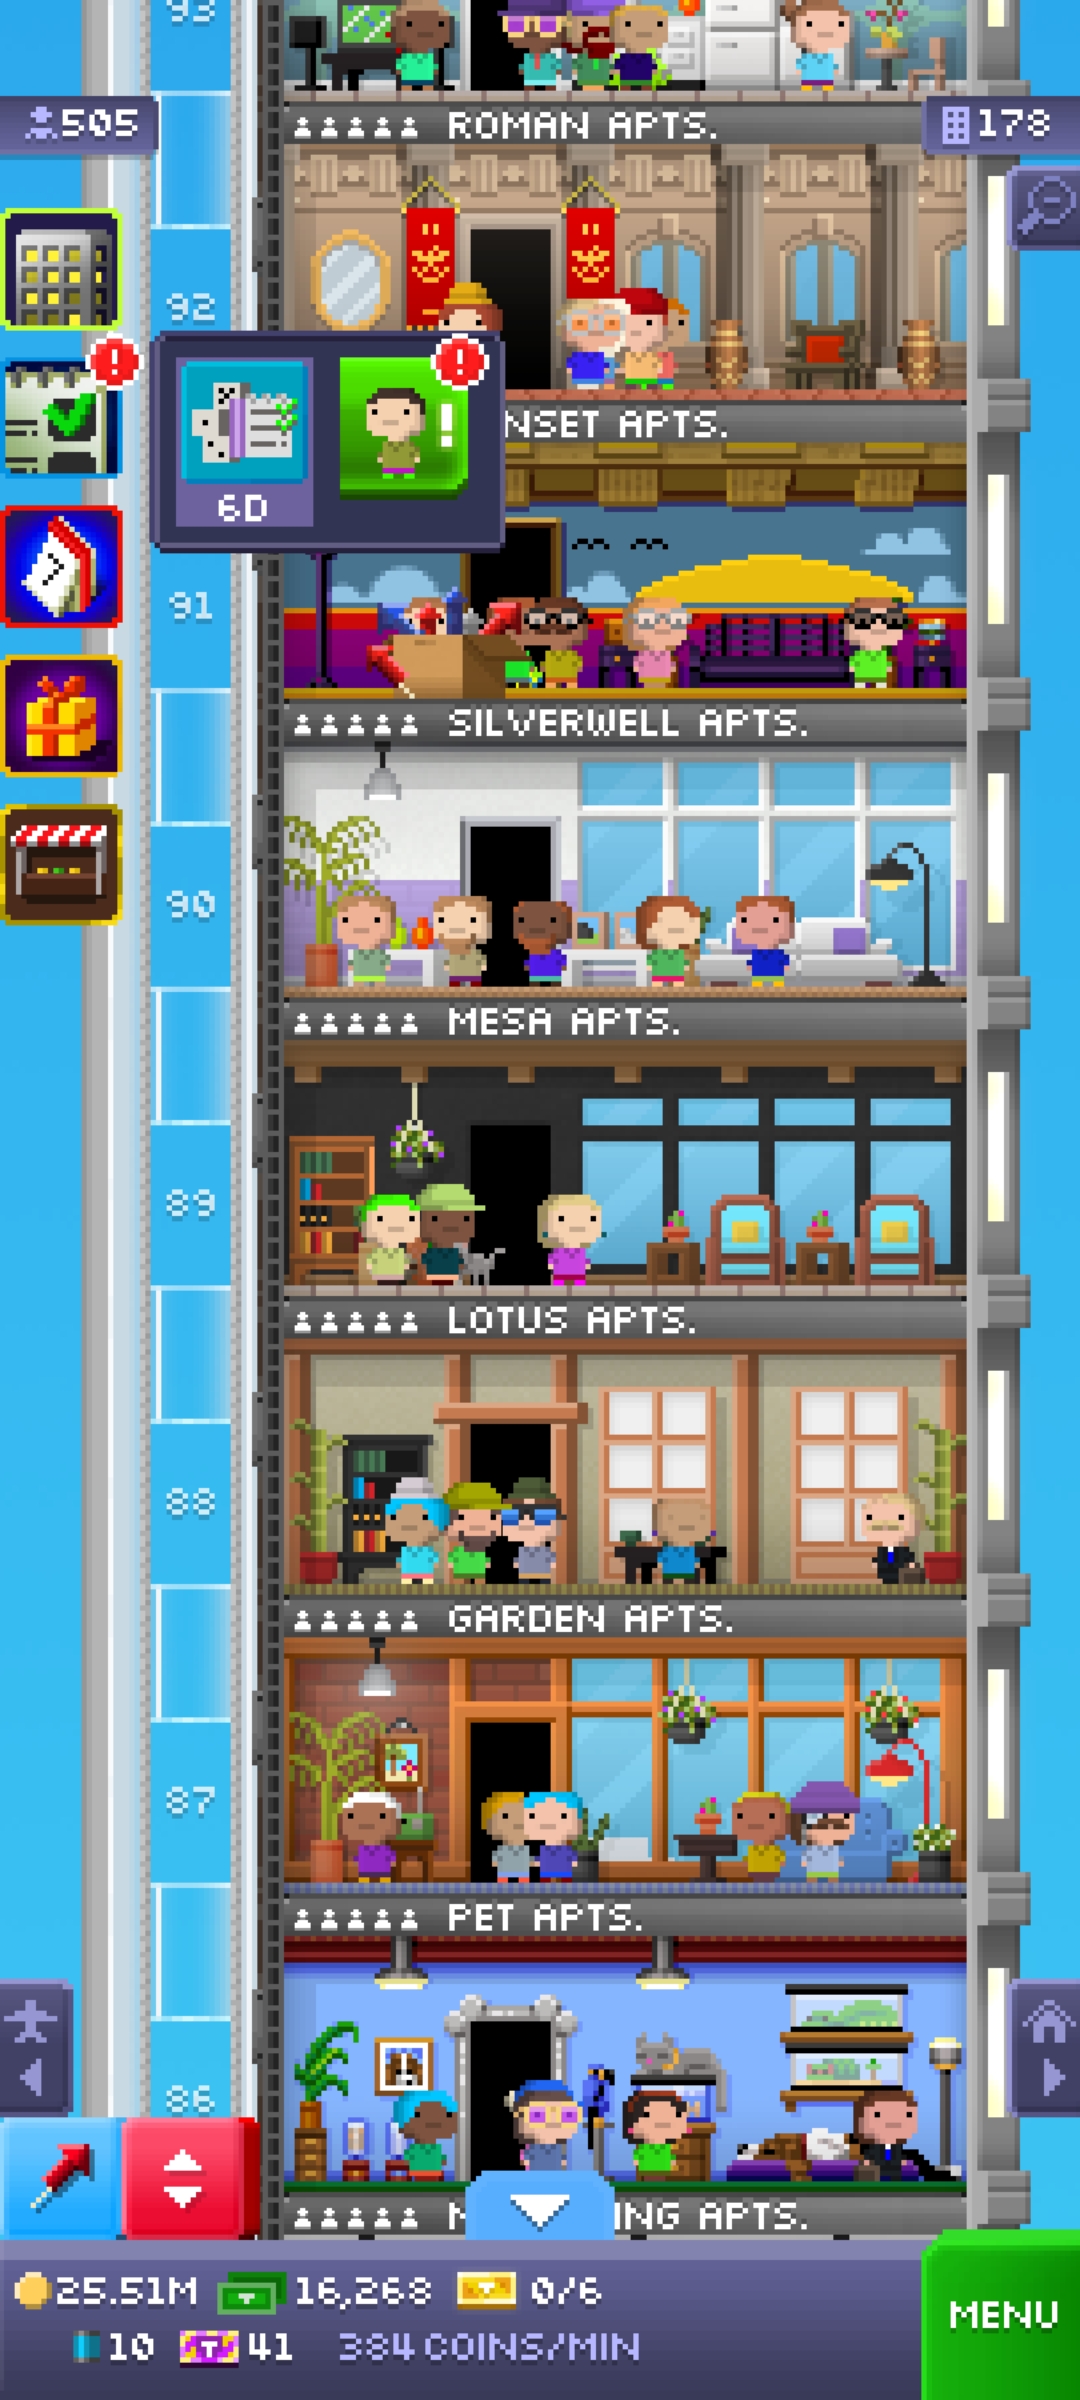 93
505
ROMAN APTS.
178
92
NSET APTS.
6D
91
SILVERWELL APTS.
90
MESA APTS.
89
LOTUS APTS.
88
GARDEN APTS.
87
PET APTS.
86
ING APTS.
25.51M 16,268 0/6
10 41 384 COINS/MIN
MENU